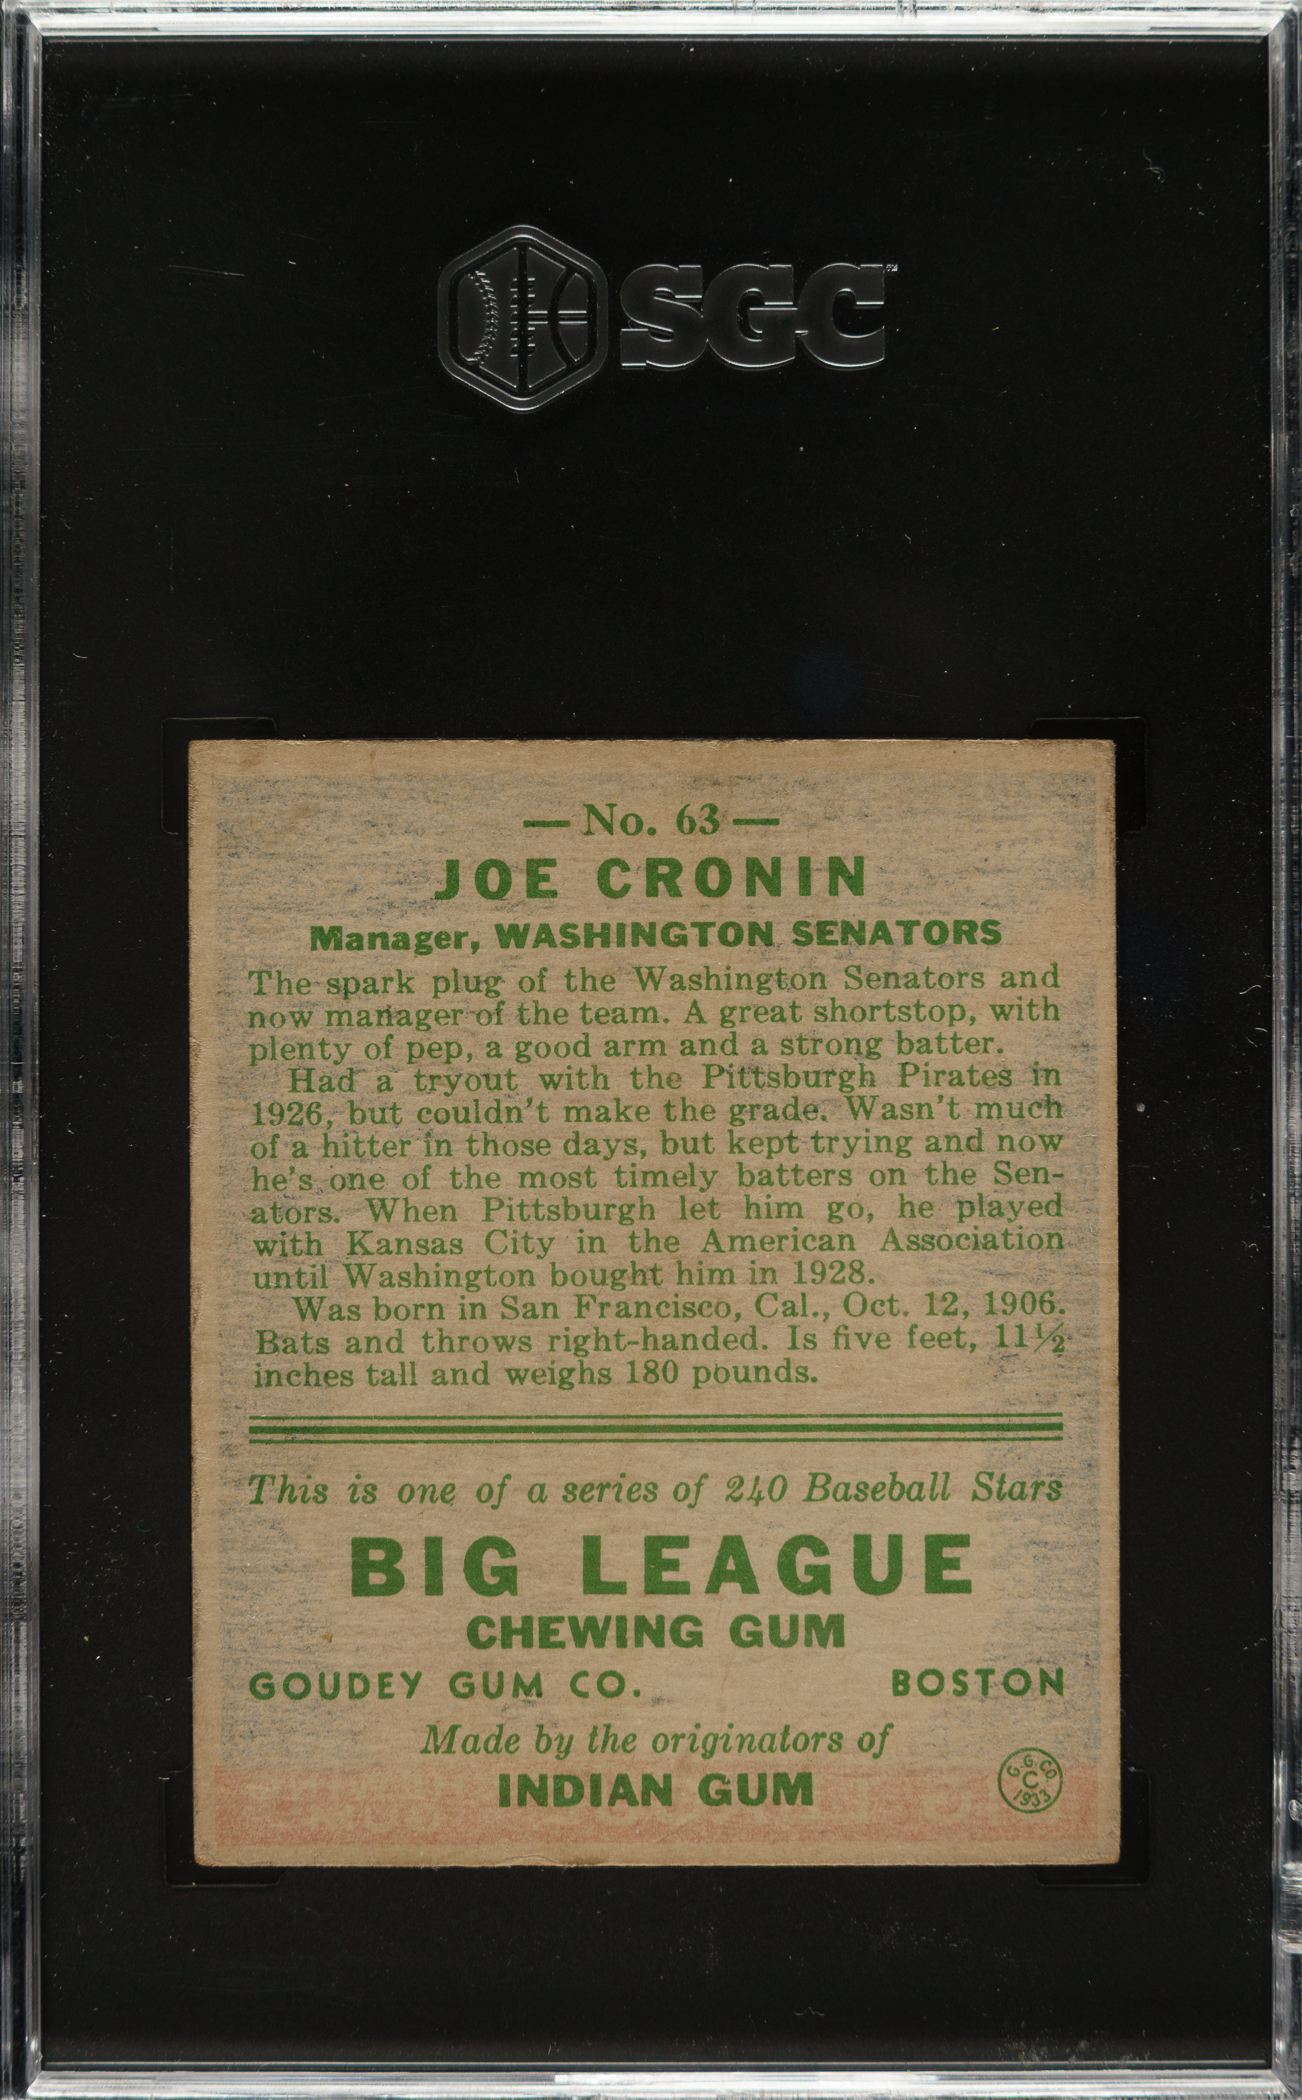 SGC
— No. 63 —
JOE CRONIN
Manager, WASHINGTON SENATORS
The spark plug of the Washington Senators and
now manager of the team. A great shortstop, with
plenty of pep, a good arm and a strong batter.
Had a tryout with the Pittsburgh Pirates in
1926, but couldn't make the grade. Wasn't much
of a hitter in those days, but kept trying and now
he's one of the most timely batters on the Sen-
ators. When Pittsburgh let him go, he played
with Kansas City in the American Association
until Washington bought him in 1928.
Was born in San Francisco, Cal., Oct. 12, 1906.
Bats and throws right-handed. Is five feet, 11½
inches tall and weighs 180 pounds.
This is one of a series of 240 Baseball Stars
BIG LEAGUE
CHEWING GUM
GOUDEY GUM CO. BOSTON
Made by the originators of
INDIAN GUM
G.G.CO.
C
1933